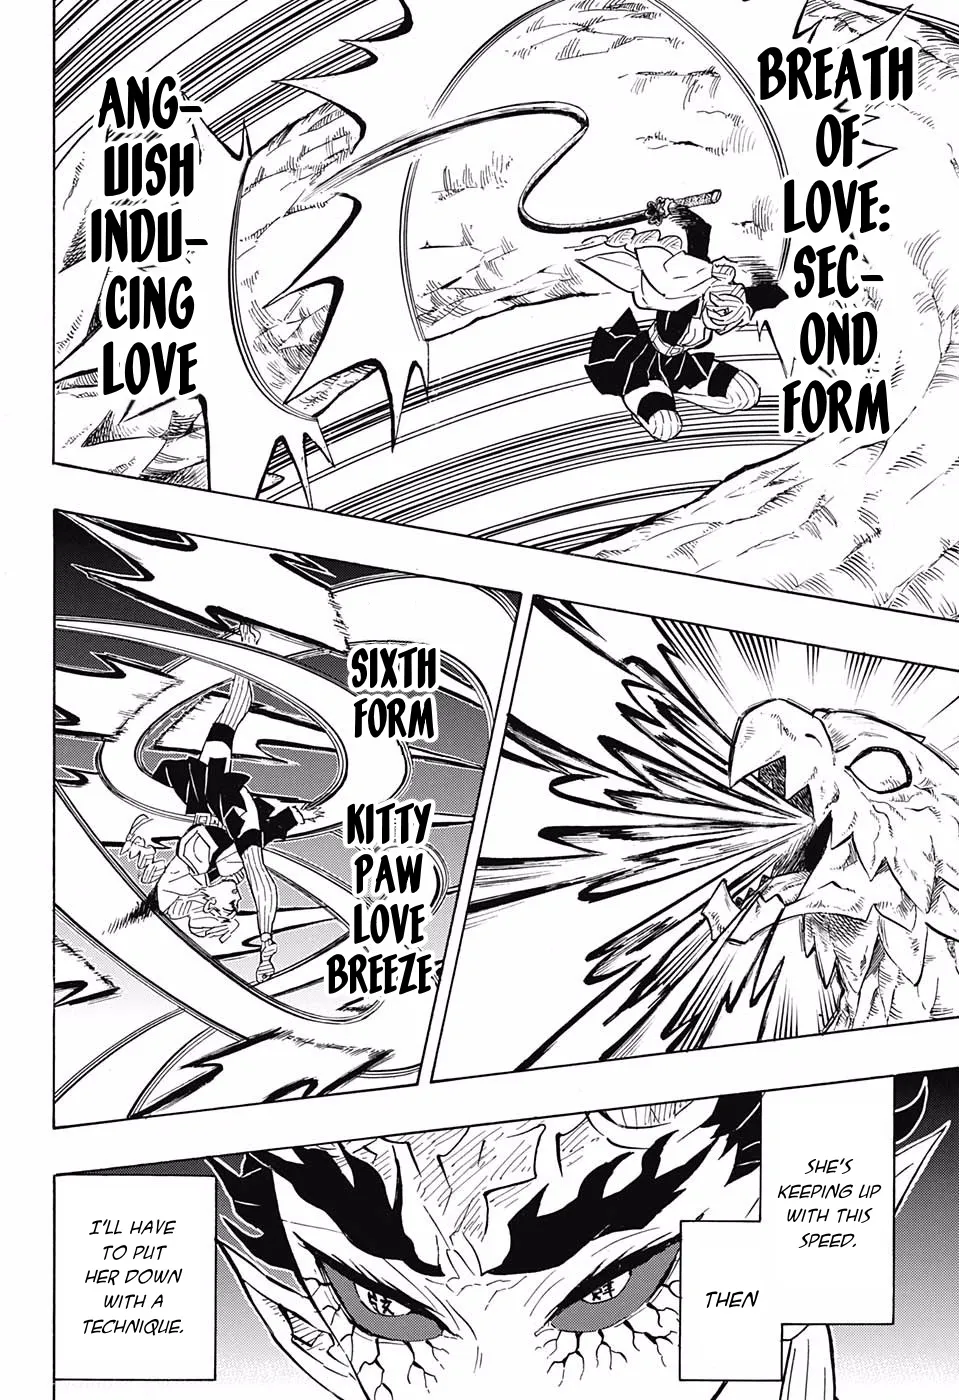 BREATH
OF
LOVE:
SEC-
OND
FORM
ANG-
UISH
INDU-
CING
LOVE
SIXTH
FORM
KITTY
PAW
LOVE
BREEZE
SHE'S
KEEPING UP
WITH THIS
SPEED.
THEN
I'LL HAVE
TO PUT
HER DOWN
WITH A
TECHNIQUE.